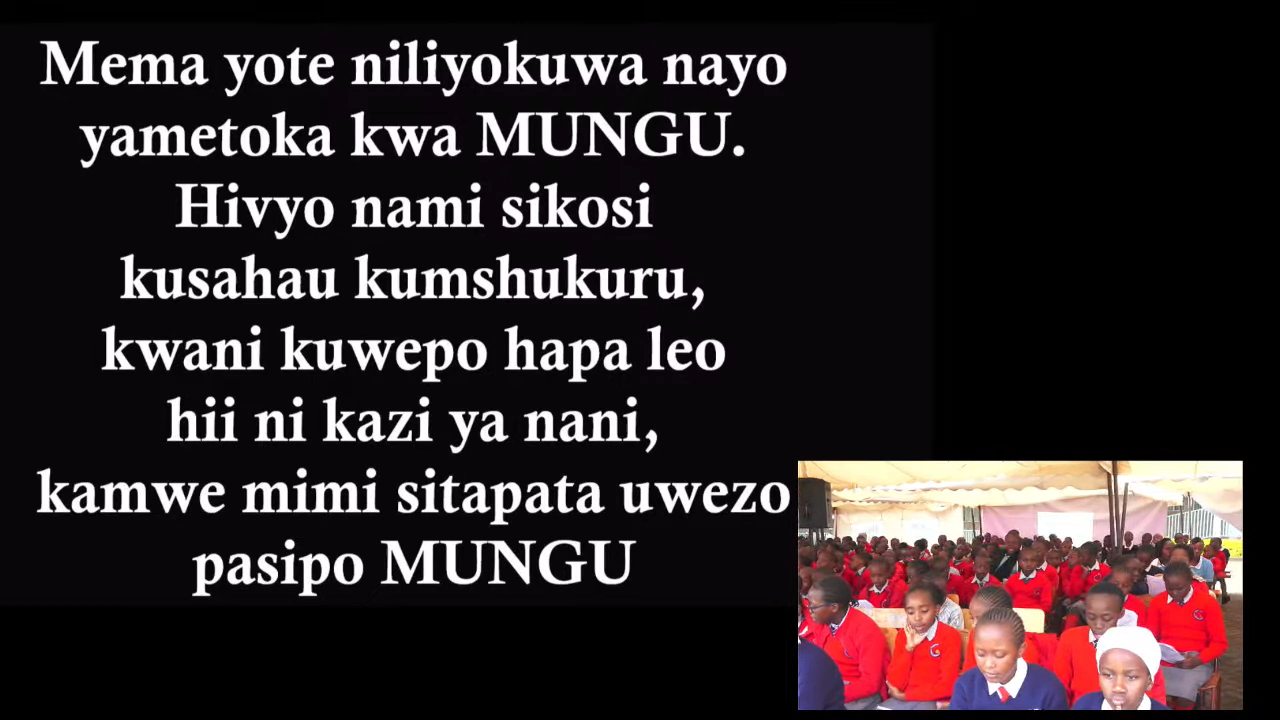 Mema yote niliyokuwa nayo
yametoka kwa MUNGU.
Hivyo nami sikosi
kusahau kumshukuru,
kwani kuwepo hapa leo
hii ni kazi ya nani,
kamwe mimi sitapata uwezo
pasipo MUNGU